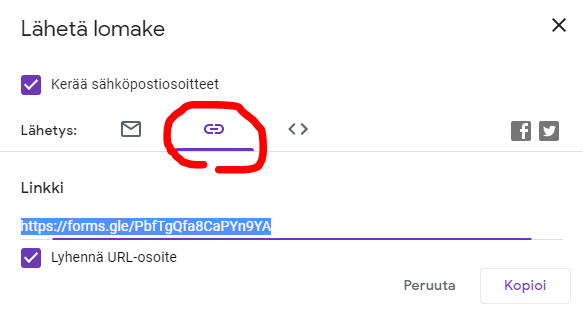 Lähetä lomake
Kerää sähköpostiosoitteet
Lähetys:
Linkki
https://forms.gle/PbfTgQfa8CaPYn9YA
Lyhennä URL-osoite
Peruuta
Kopioi